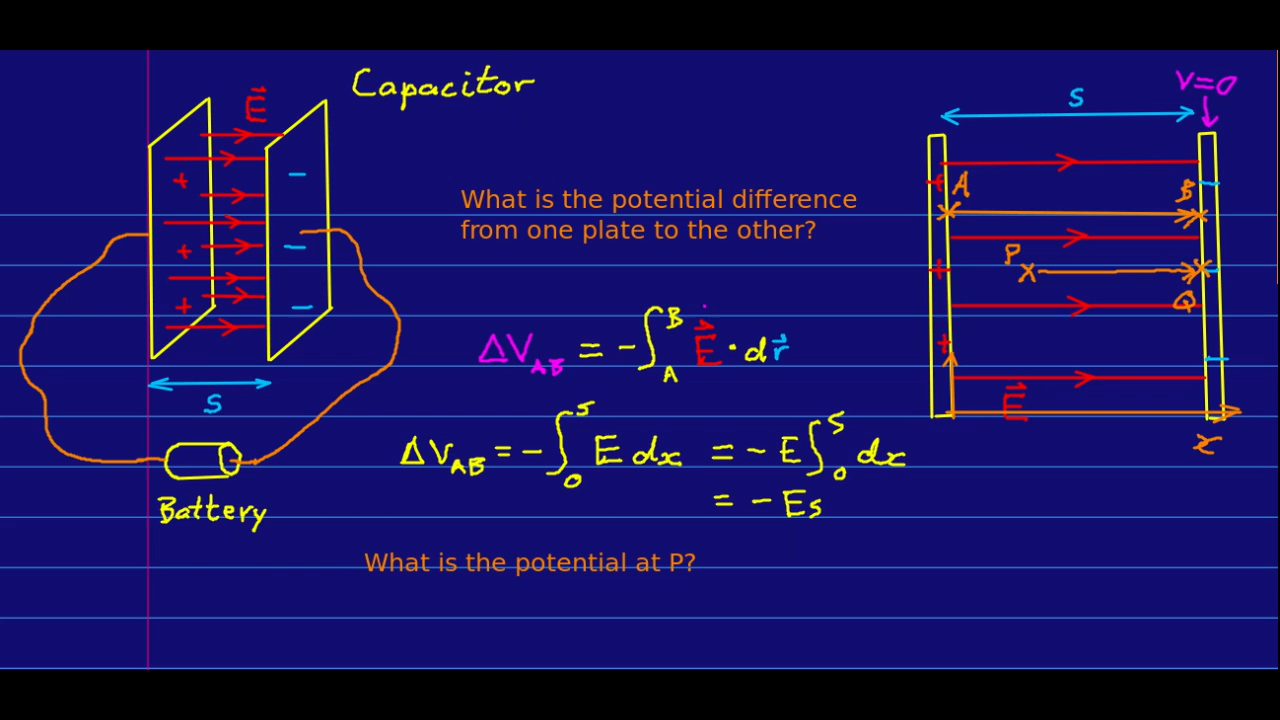 Capacitor
E⃗
+ + +
− − −
s
Battery
What is the potential difference
from one plate to the other?
ΔV_AB = −∫_A^B E⃗ · dr⃗
ΔV_AB = −∫_0^s E dx = −E∫_0^s dx
= −Es
What is the potential at P?
V=0
s
+ A B −
P
+ Q −
+ −
E⃗
x